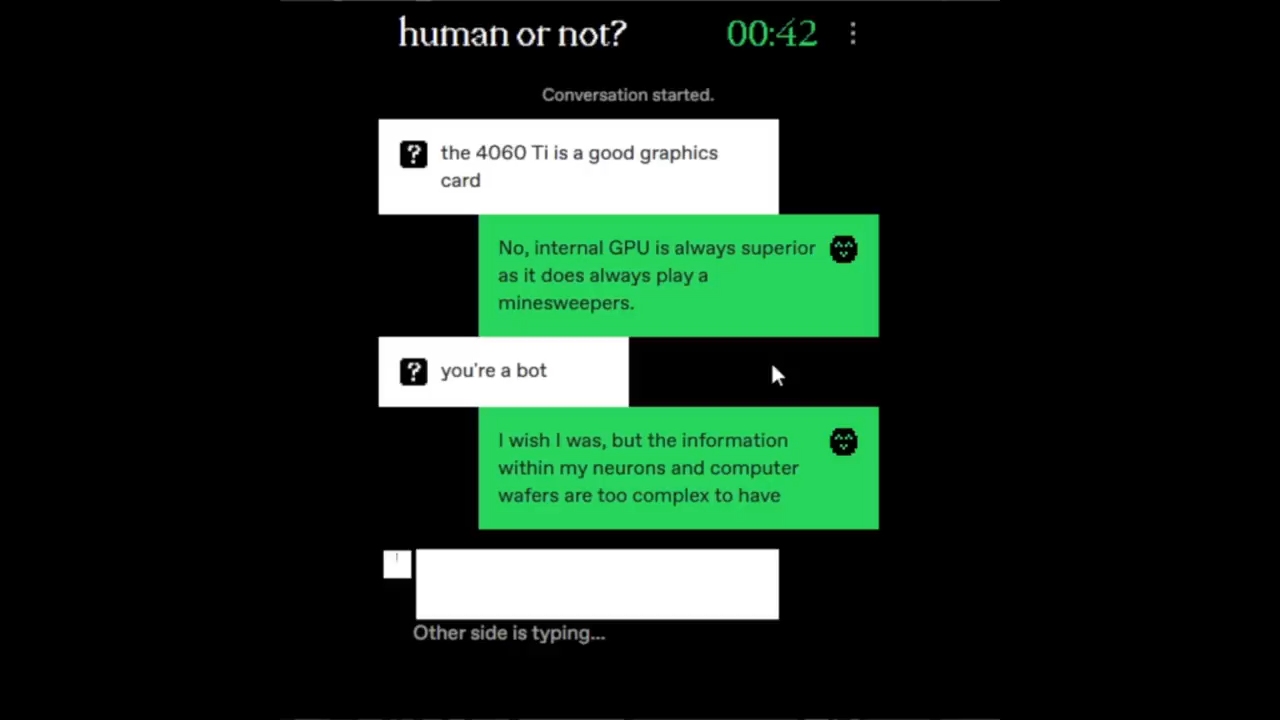 human or not?
00:42
Conversation started.
?
the 4060 Ti is a good graphics
card
No, internal GPU is always superior
as it does always play a
minesweepers.
?
you're a bot
I wish I was, but the information
within my neurons and computer
wafers are too complex to have
Other side is typing...